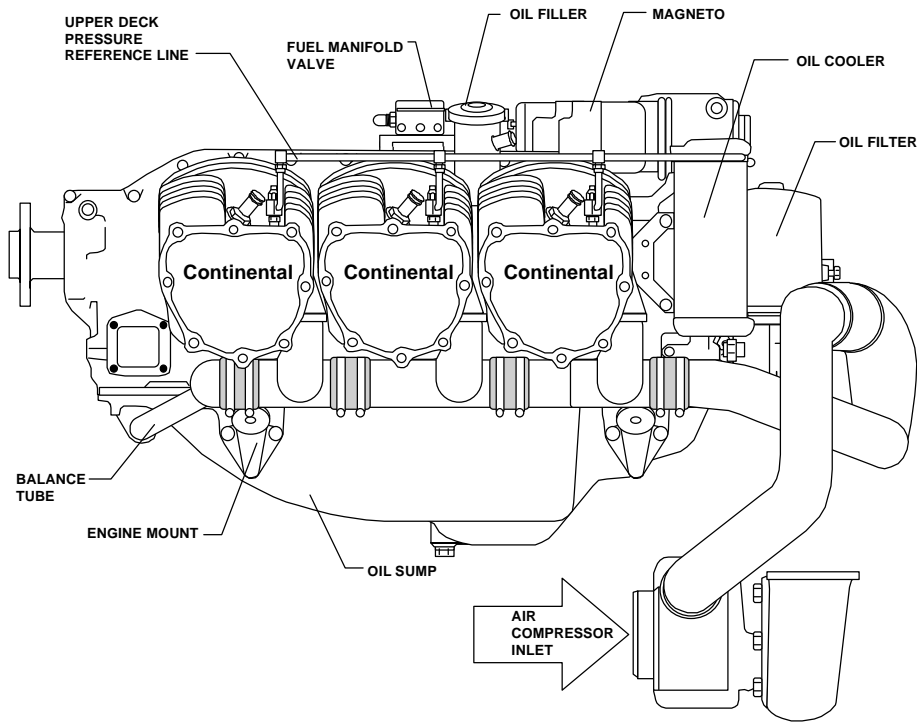 UPPER DECK
PRESSURE
REFERENCE LINE
FUEL MANIFOLD
VALVE
OIL FILLER
MAGNETO
OIL COOLER
OIL FILTER
Continental
Continental
Continental
BALANCE
TUBE
ENGINE MOUNT
OIL SUMP
AIR
COMPRESSOR
INLET